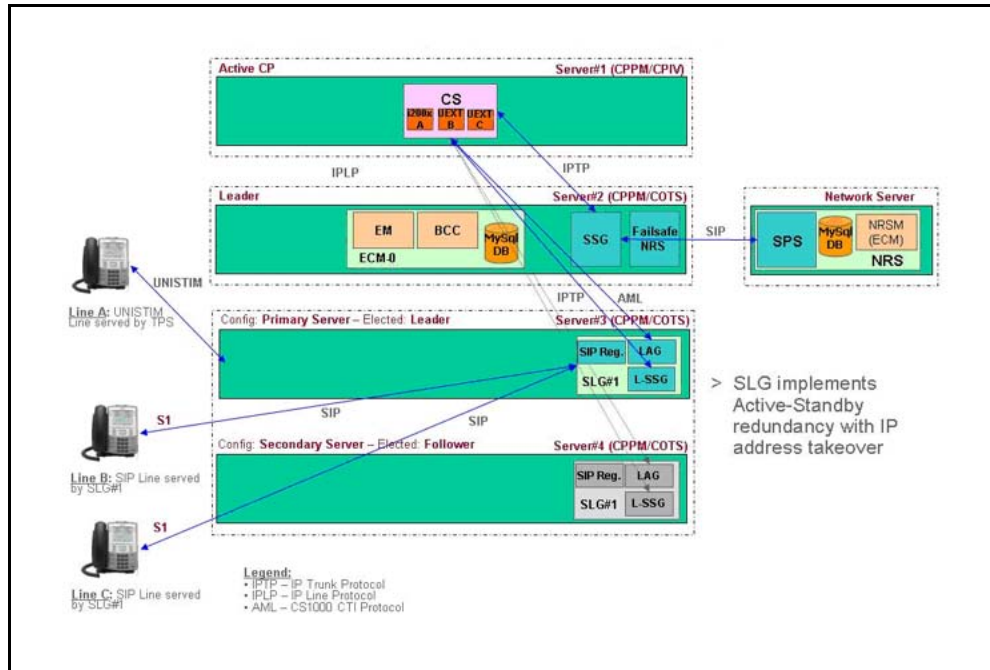 Active CP
Server#1 (CPPM/CPIV)
CS
i200x A
UEXT B
UEXT C
IPLP
IPTP
Leader
Server#2 (CPPM/COTS)
Network Server
EM
BCC
MySql DB
ECM-0
SSG
Failsafe NRS
SIP
SPS
MySql DB
NRSM (ECM)
NRS
UNISTIM
Line A: UNISTIM
Line served by TPS
IPTP
AML
Config: Primary Server – Elected: Leader
Server#3 (CPPM/COTS)
SIP Reg.
LAG
SLG#1
L-SSG
> SLG implements
Active-Standby
redundancy with IP
address takeover
SIP
SIP
S1
Line B: SIP Line served
by SLG#1
Config: Secondary Server – Elected: Follower
Server#4 (CPPM/COTS)
SIP Reg.
LAG
SLG#1
L-SSG
S1
Line C: SIP Line served
by SLG#1
Legend:
• IPTP – IP Trunk Protocol
• IPLP – IP Line Protocol
• AML – CS1000 CTI Protocol